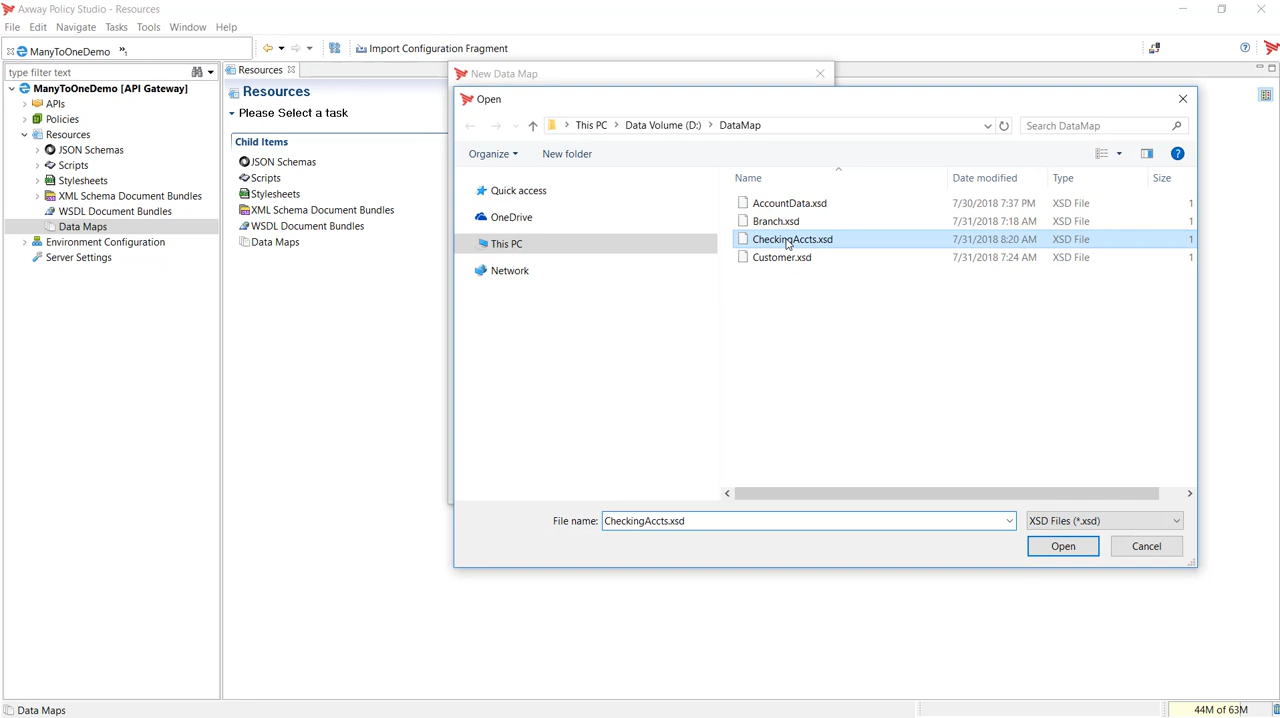 Axway Policy Studio - Resources
File Edit Navigate Tasks Tools Window Help
ManyToOneDemo
Import Configuration Fragment
type filter text
ManyToOneDemo [API Gateway]
APIs
Policies
Resources
JSON Schemas
Scripts
Stylesheets
XML Schema Document Bundles
WSDL Document Bundles
Data Maps
Environment Configuration
Server Settings
Resources
Resources
Please Select a task
Child Items
JSON Schemas
Scripts
Stylesheets
XML Schema Document Bundles
WSDL Document Bundles
Data Maps
New Data Map
Open
This PC > Data Volume (D:) > DataMap
Search DataMap
Organize New folder
Quick access
OneDrive
This PC
Network
Name Date modified Type Size
AccountData.xsd 7/30/2018 7:37 PM XSD File 1
Branch.xsd 7/31/2018 7:18 AM XSD File 1
CheckingAccts.xsd 7/31/2018 8:20 AM XSD File 1
Customer.xsd 7/31/2018 7:24 AM XSD File 1
File name: CheckingAccts.xsd XSD Files (*.xsd)
Open Cancel
Data Maps 44M of 63M